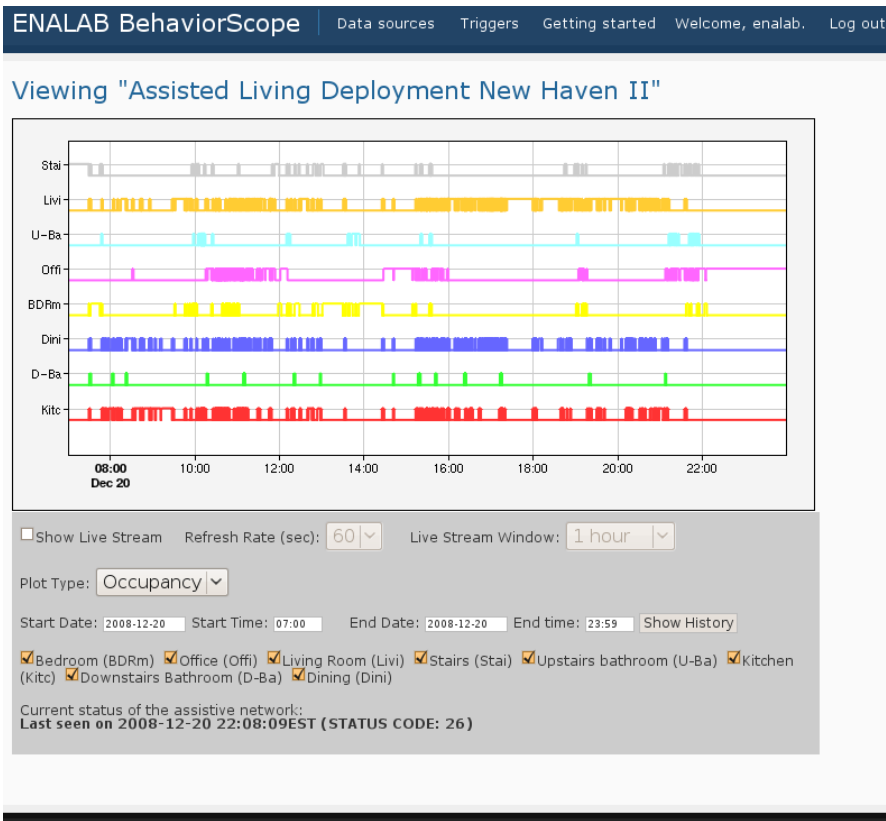 ENALAB BehaviorScope Data sources Triggers Getting started Welcome, enalab. Log out
Viewing "Assisted Living Deployment New Haven II"
Stai
Livi
U-Ba
Offi
BDRm
Dini
D-Ba
Kitc
08:00 10:00 12:00 14:00 16:00 18:00 20:00 22:00
Dec 20
Show Live Stream Refresh Rate (sec): 60 Live Stream Window: 1 hour
Plot Type: Occupancy
Start Date: 2008-12-20 Start Time: 07:00 End Date: 2008-12-20 End time: 23:59 Show History
Bedroom (BDRm) Office (Offi) Living Room (Livi) Stairs (Stai) Upstairs bathroom (U-Ba) Kitchen
(Kitc) Downstairs Bathroom (D-Ba) Dining (Dini)
Current status of the assistive network:
Last seen on 2008-12-20 22:08:09EST (STATUS CODE: 26)